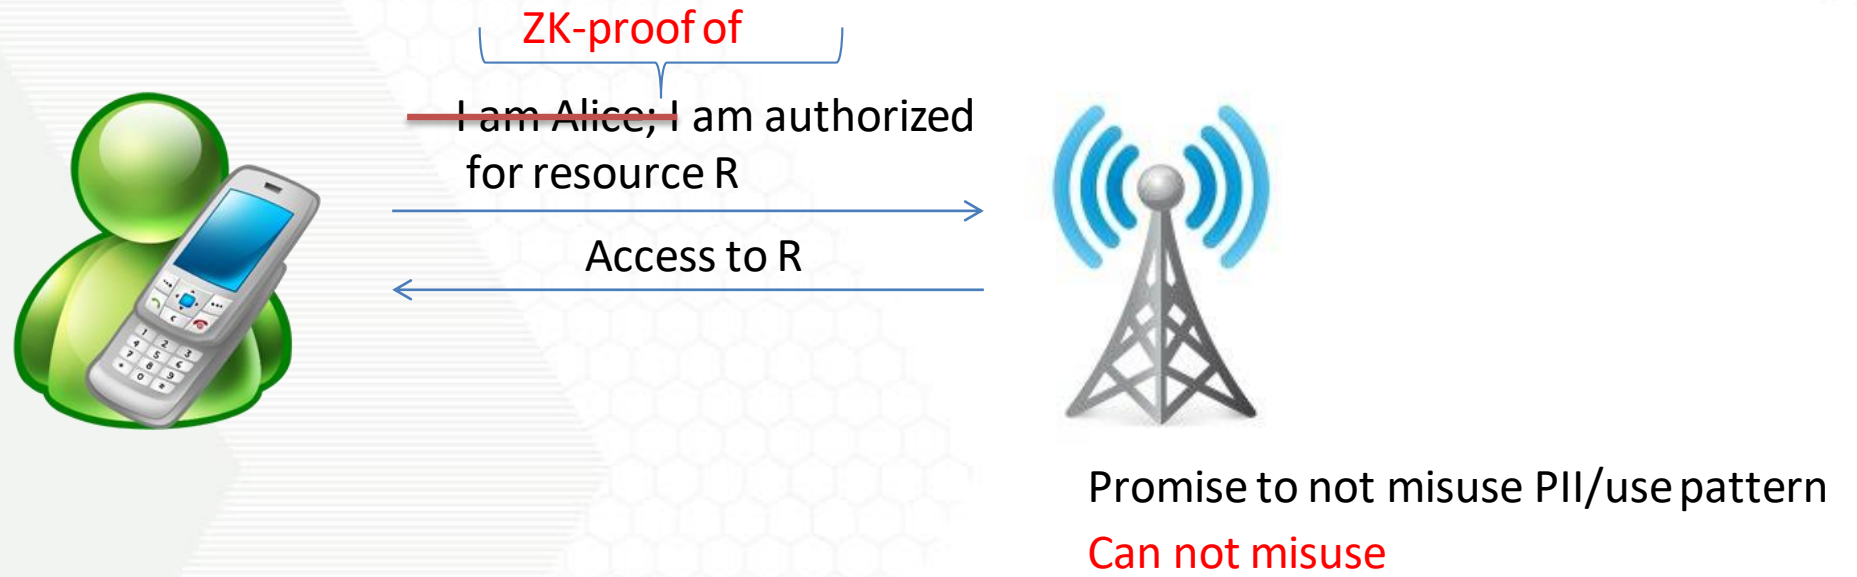 ZK-proof of
I am Alice; I am authorized
for resource R
Access to R
Promise to not misuse PII/use pattern
Can not misuse